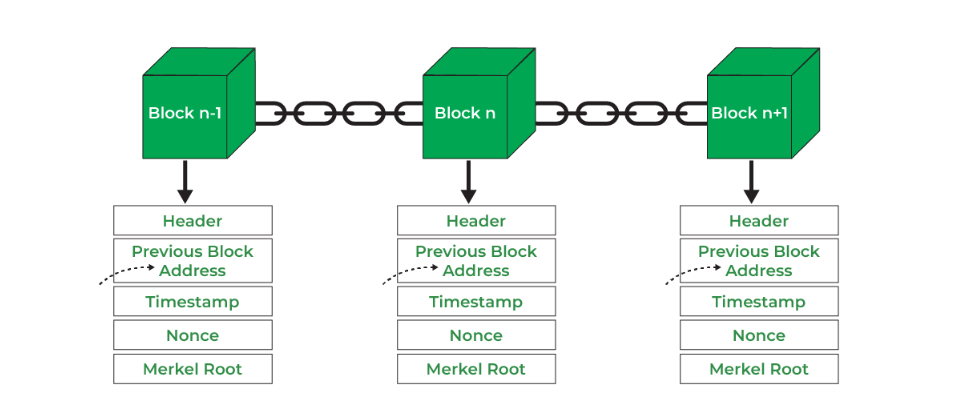 Block n-1
Block n
Block n+1
Header
Previous Block
Address
Timestamp
Nonce
Merkel Root
Header
Previous Block
Address
Timestamp
Nonce
Merkel Root
Header
Previous Block
Address
Timestamp
Nonce
Merkel Root